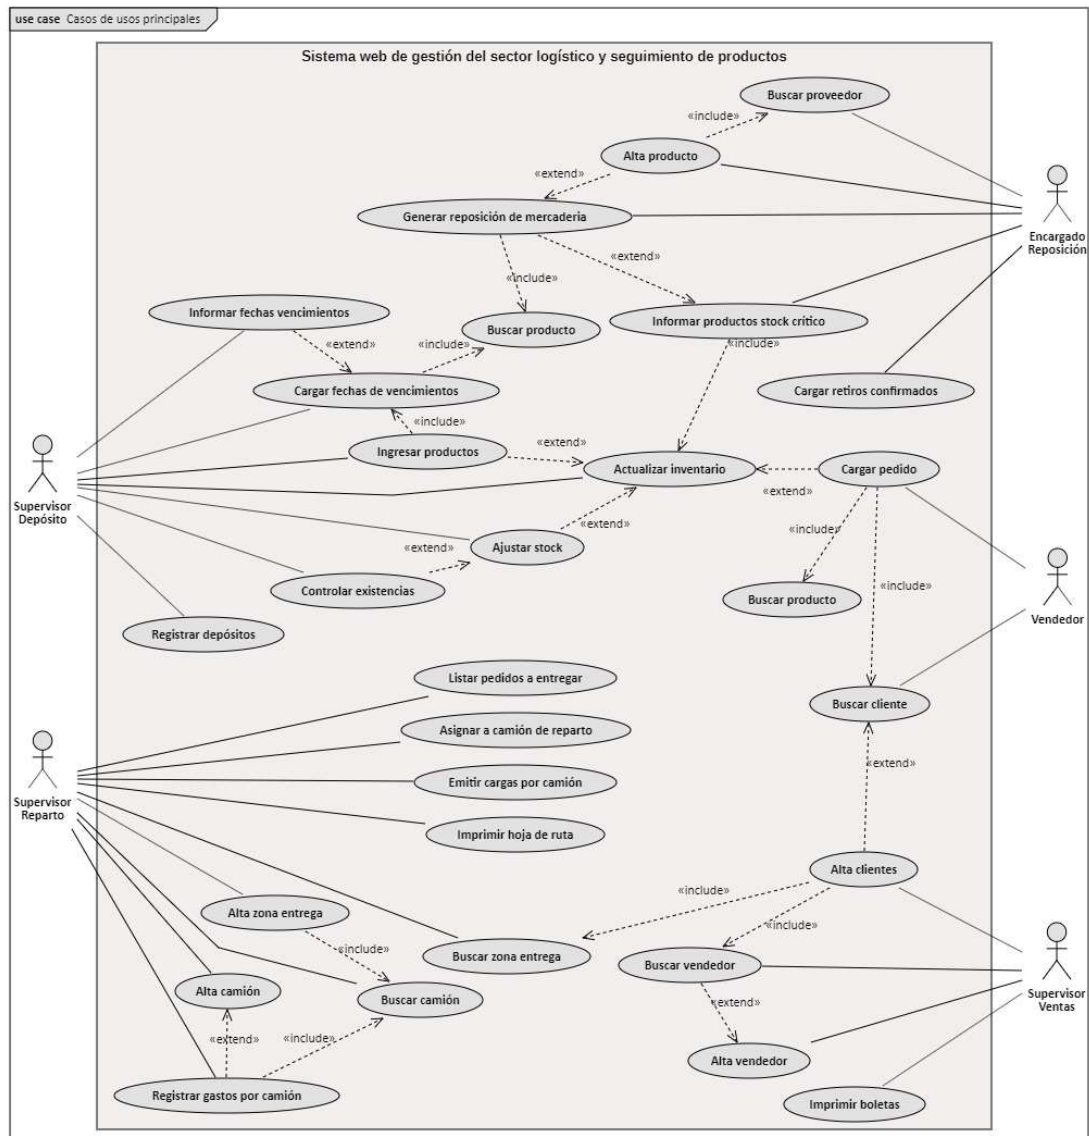 use case Casos de usos principales
Sistema web de gestión del sector logístico y seguimiento de productos
Buscar proveedor
«include»
Alta producto
«extend»
Generar reposición de mercaderia
Encargado
Reposición
«extend»
«include»
Informar fechas vencimientos
Buscar producto
Informar productos stock crítico
«extend»
«include»
«include»
Cargar fechas de vencimientos
Cargar retiros confirmados
«include»
Ingresar productos
«extend»
Actualizar inventario
Cargar pedido
«extend»
Supervisor
Depósito
«extend»
«include»
Ajustar stock
«extend»
Controlar existencias
«include»
Buscar producto
Vendedor
Registrar depósitos
Listar pedidos a entregar
Buscar cliente
Asignar a camión de reparto
«extend»
Emitir cargas por camión
Supervisor
Reparto
Imprimir hoja de ruta
Alta clientes
«include»
Alta zona entrega
«include»
«include»
Buscar zona entrega
Buscar vendedor
Alta camión
Buscar camión
Supervisor
Ventas
«extend»
«extend»
«include»
Alta vendedor
Registrar gastos por camión
Imprimir boletas